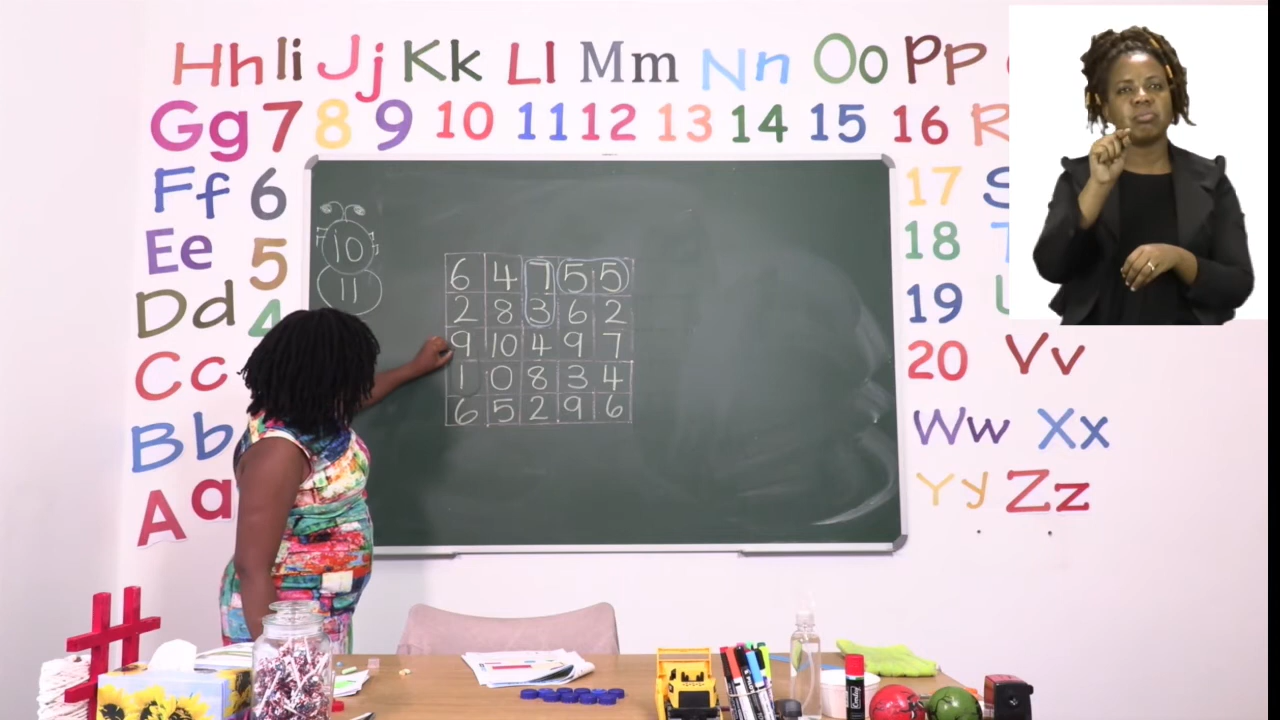 Hh Ii Jj Kk Ll Mm Nn Oo Pp
Gg 7 8 9 10 11 12 13 14 15 16 R
Ff 6 17 S
Ee 5 18
Dd 4 19
Cc 20 Vv
Bb Ww Xx
Aa Yy Zz
10
11
6 4 7 5 5
2 8 3 6 2
9 10 4 9 7
1 0 8 3 4
6 5 2 9 6